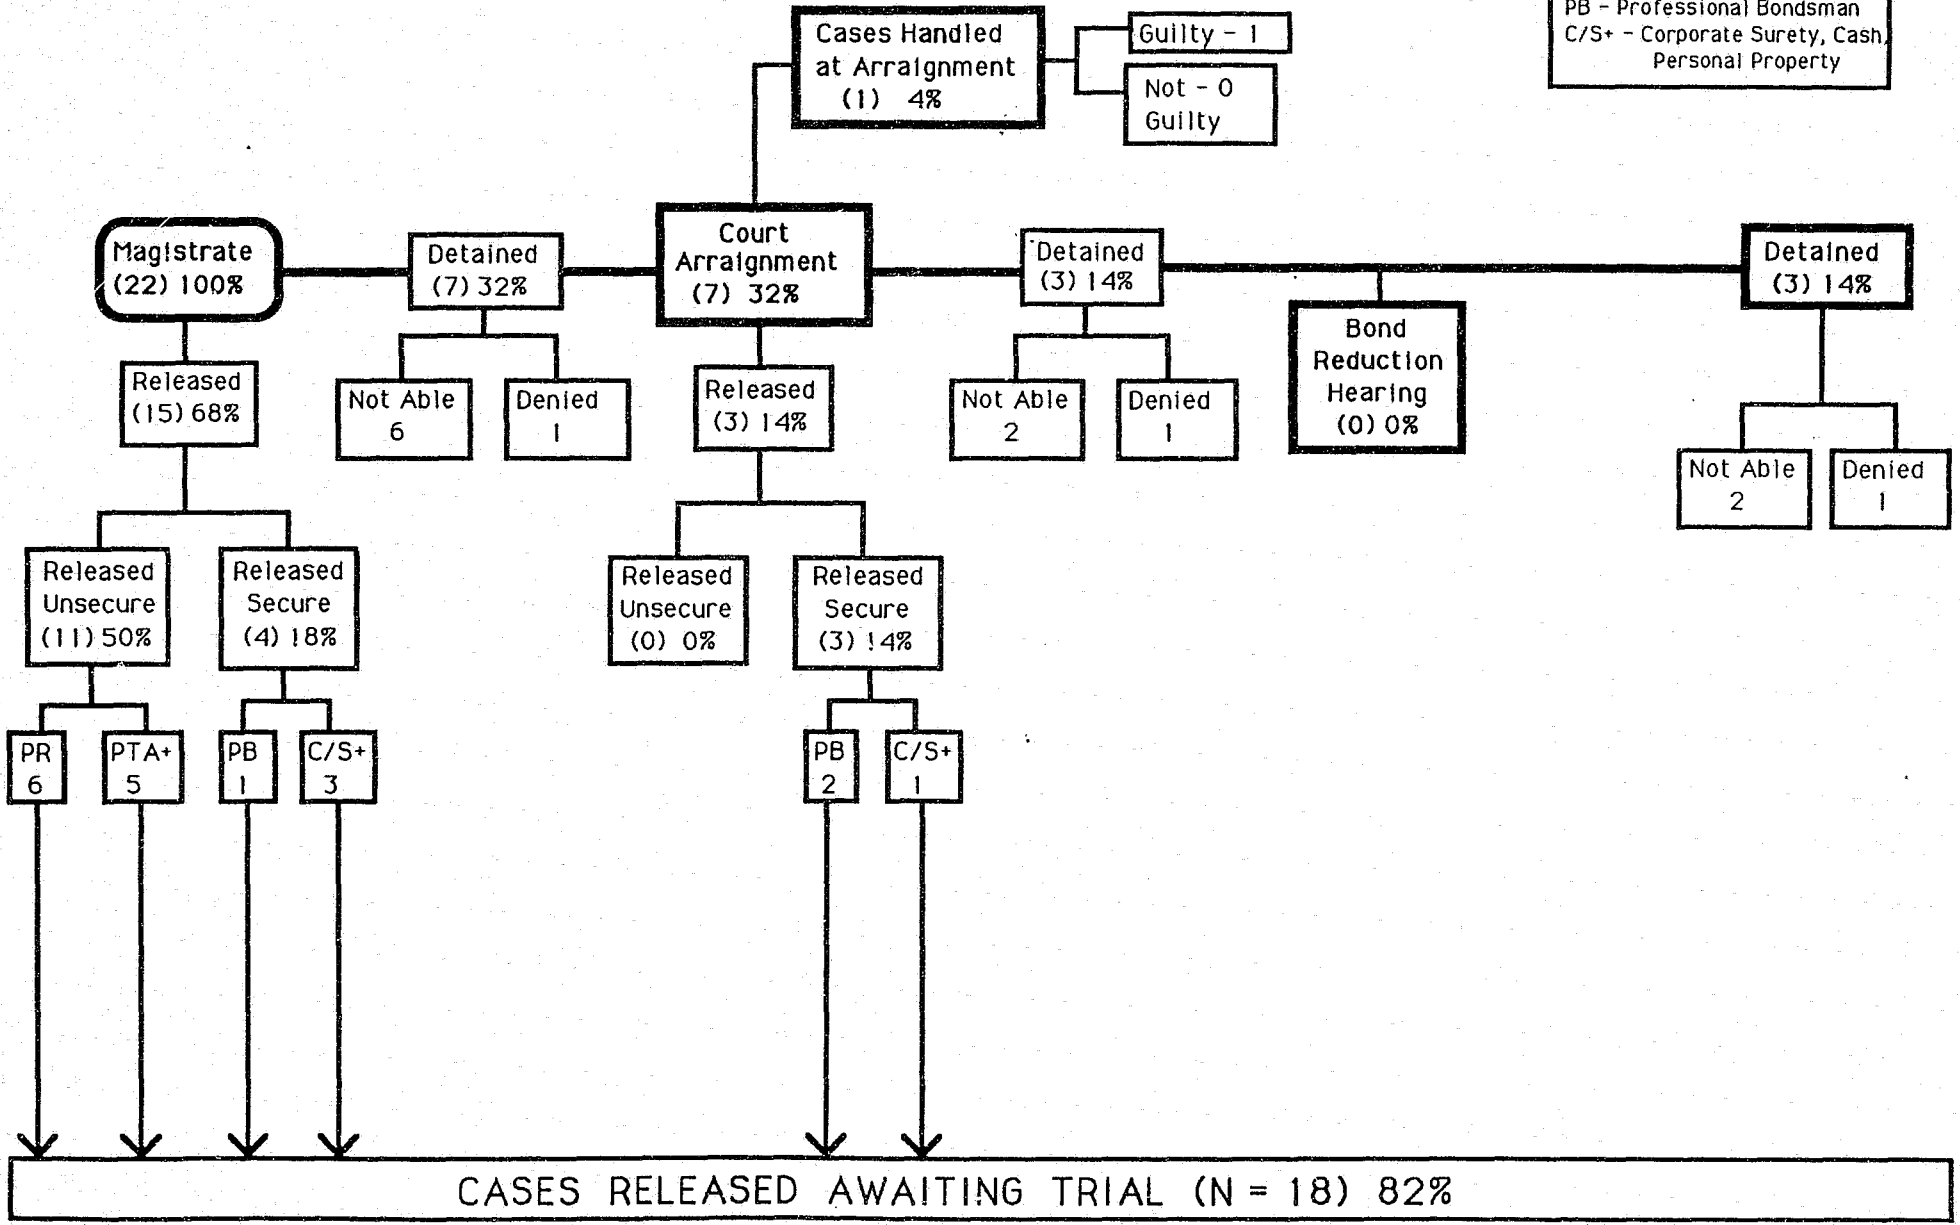 PB - Professional Bondsman
C/S+ - Corporate Surety, Cash,
Personal Property
Cases Handled
at Arraignment
(1) 4%
Guilty - 1
Not - 0
Guilty
Magistrate
(22) 100%
Detained
(7) 32%
Court
Arraignment
(7) 32%
Detained
(3) 14%
Detained
(3) 14%
Bond
Reduction
Hearing
(0) 0%
Released
(15) 68%
Not Able
6
Denied
1
Released
(3) 14%
Not Able
2
Denied
1
Not Able
2
Denied
1
Released
Unsecure
(11) 50%
Released
Secure
(4) 18%
Released
Unsecure
(0) 0%
Released
Secure
(3) 14%
PR
6
PTA+
5
PB
1
C/S+
3
PB
2
C/S+
1
CASES RELEASED AWAITING TRIAL (N = 18) 82%